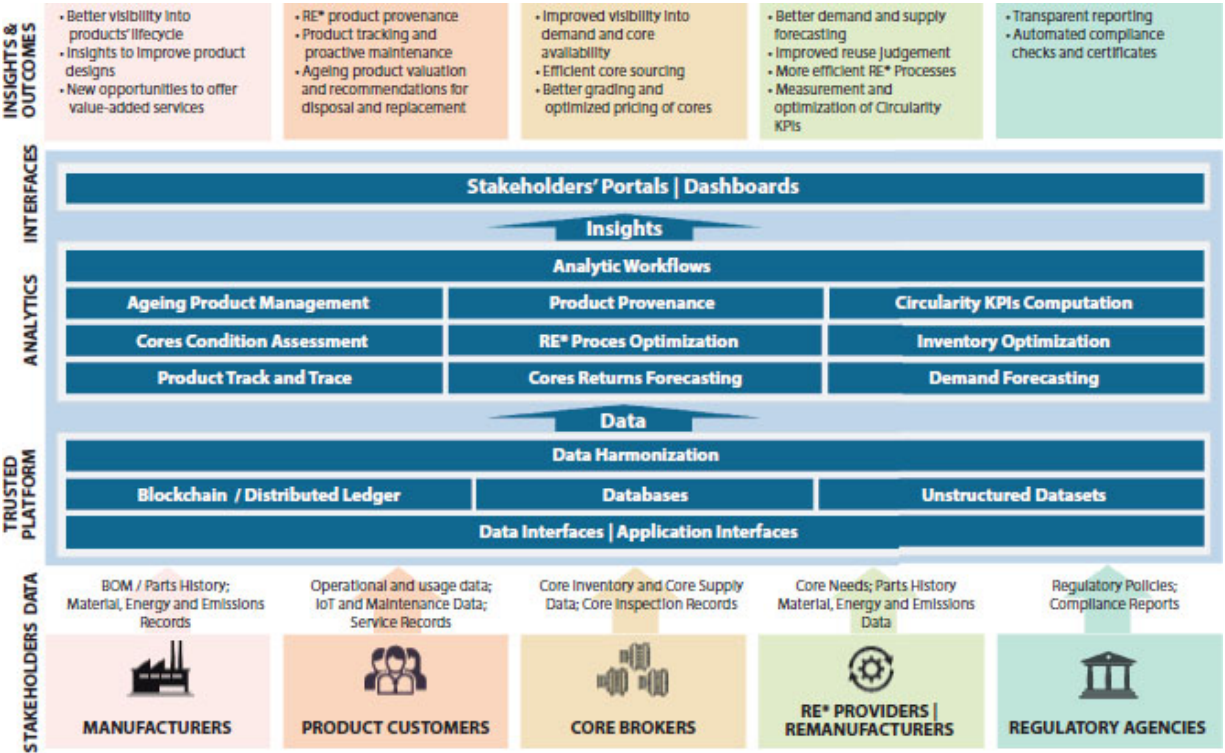 INSIGHTS &
OUTCOMES
• Better visibility into
products' lifecycle
• Insights to improve product
designs
• New opportunities to offer
value-added services
• RE* product provenance
• Product tracking and
proactive maintenance
• Ageing product valuation
and recommendations for
disposal and replacement
• Improved visibility into
demand and core
availability
• Efficient core sourcing
• Better grading and
optimized pricing of cores
• Better demand and supply
forecasting
• Improved reuse judgement
• More efficient RE* Processes
• Measurement and
optimization of Circularity
KPIs
• Transparent reporting
• Automated compliance
checks and certificates
INTERFACES
Stakeholders' Portals | Dashboards
Insights
ANALYTICS
Analytic Workflows
Ageing Product Management
Product Provenance
Circularity KPIs Computation
Cores Condition Assessment
RE* Proces Optimization
Inventory Optimization
Product Track and Trace
Cores Returns Forecasting
Demand Forecasting
Data
TRUSTED
PLATFORM
Data Harmonization
Blockchain / Distributed Ledger
Databases
Unstructured Datasets
Data Interfaces | Application Interfaces
STAKEHOLDERS DATA
BOM / Parts History;
Material, Energy and Emissions
Records
Operational and usage data;
IoT and Maintenance Data;
Service Records
Core Inventory and Core Supply
Data; Core Inspection Records
Core Needs; Parts History
Material, Energy and Emissions
Data
Regulatory Policies;
Compliance Reports
MANUFACTURERS
PRODUCT CUSTOMERS
CORE BROKERS
RE* PROVIDERS |
REMANUFACTURERS
REGULATORY AGENCIES